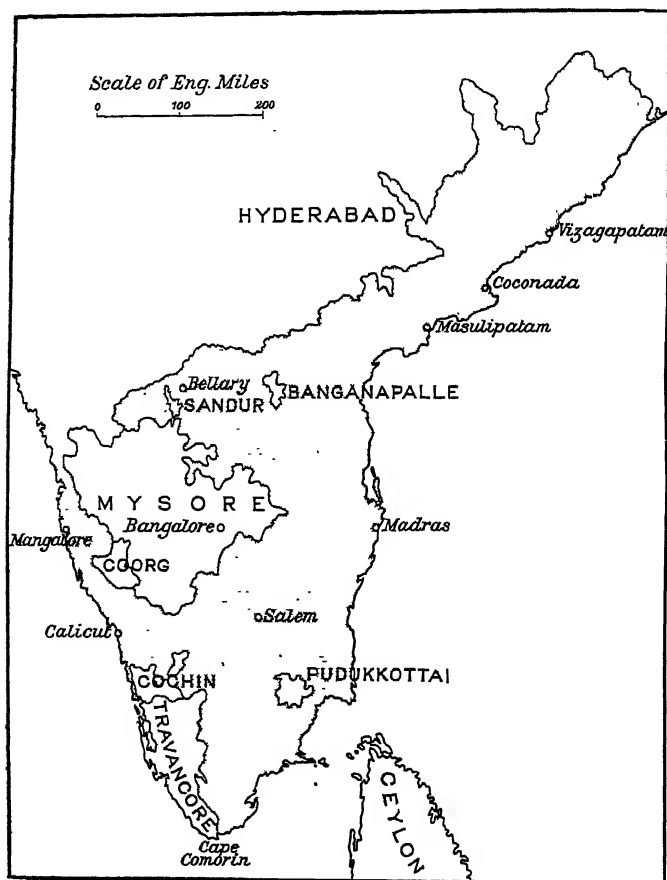 Scale of Eng. Miles
0 100 200
HYDERABAD
Vizagapatam
Coconada
Masulipatam
Bellary
SANDUR
BANGANAPALLE
MYSORE
Bangalore
Mangalore
Madras
COORG
Salem
Calicut
COCHIN
PUDUKKOTTAI
TRAVANCORE
CEYLON
Cape
Comorin